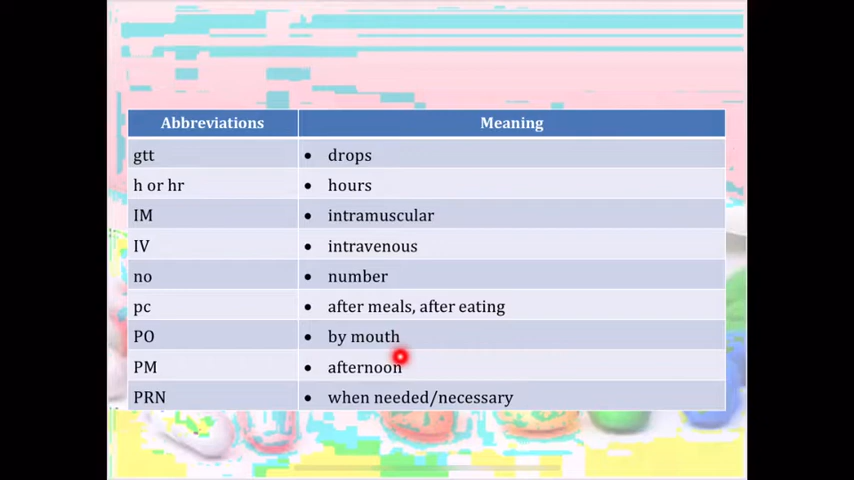 Abbreviations Meaning
gtt • drops
h or hr • hours
IM • intramuscular
IV • intravenous
no • number
pc • after meals, after eating
PO • by mouth
PM • afternoon
PRN • when needed/necessary